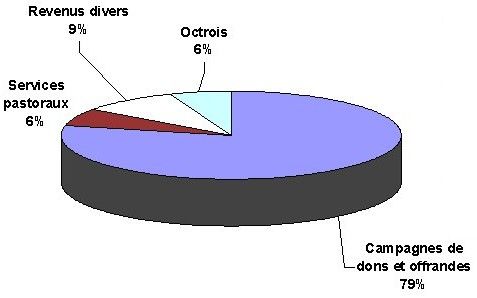 Revenus divers
9%
Octrois
6%
Services
pastoraux
6%
Campagnes de
dons et offrandes
79%